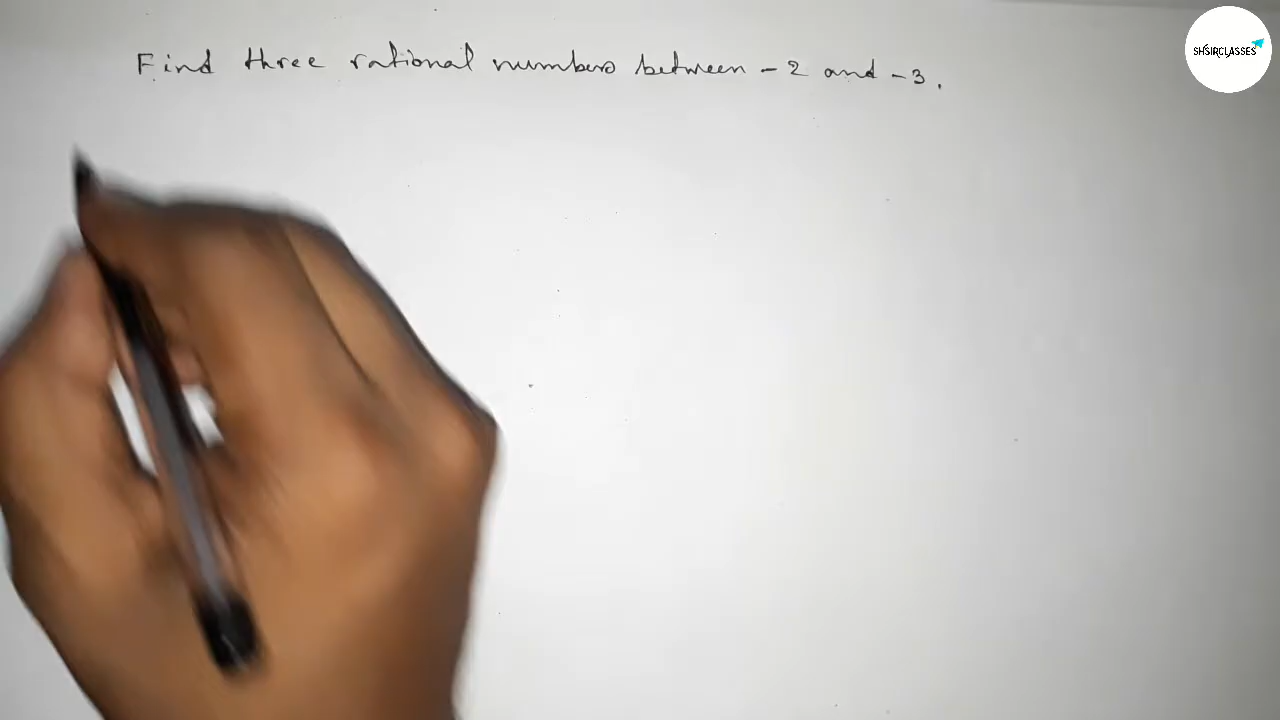 Find three rational numbers between -2 and -3.
SHSIRCLASSES